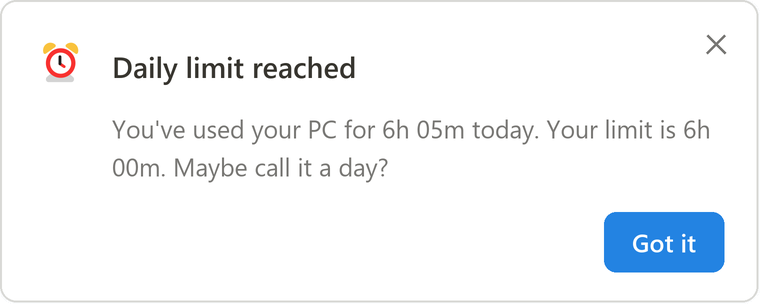 Daily limit reached
You've used your PC for 6h 05m today. Your limit is 6h
00m. Maybe call it a day?
Got it